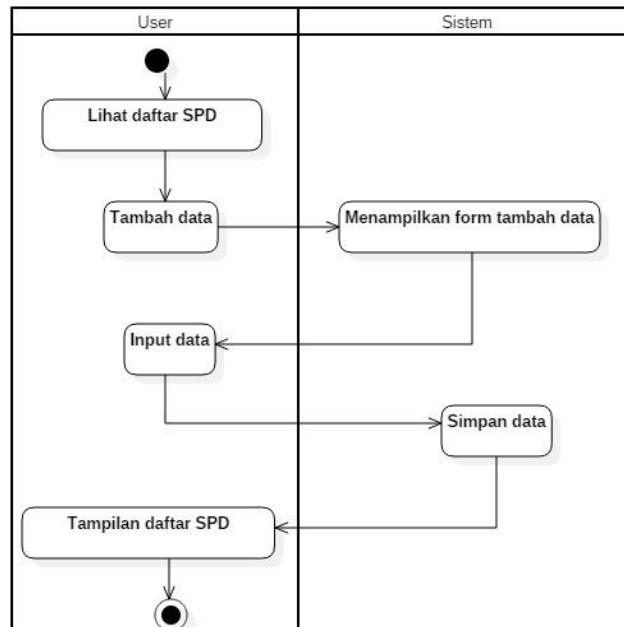 User
Sistem
Lihat daftar SPD
Tambah data
Menampilkan form tambah data
Input data
Simpan data
Tampilan daftar SPD